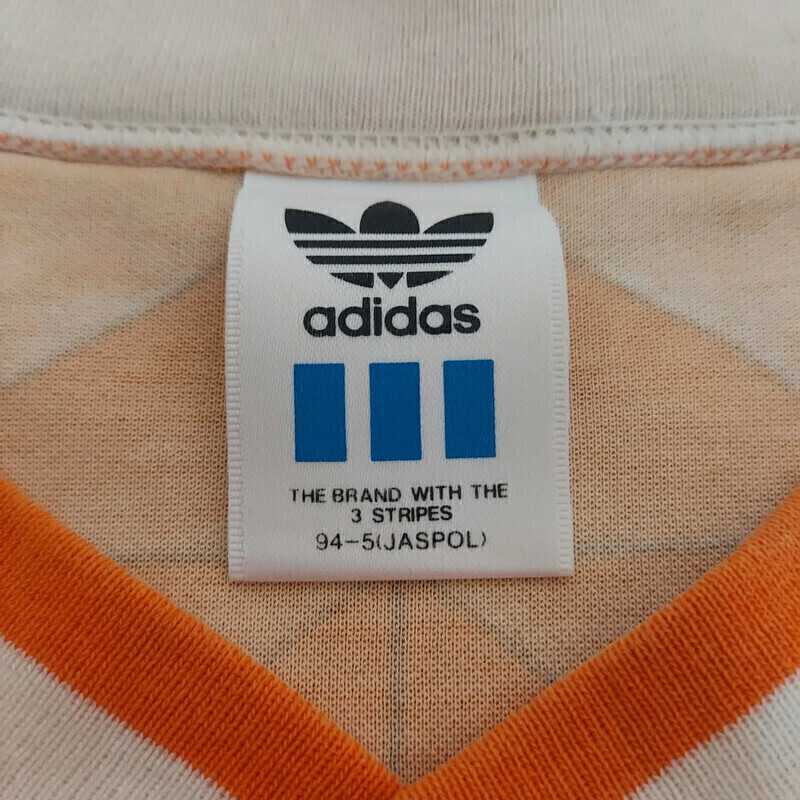 adidas
THE BRAND WITH THE
3 STRIPES
94-5(JASPOL)